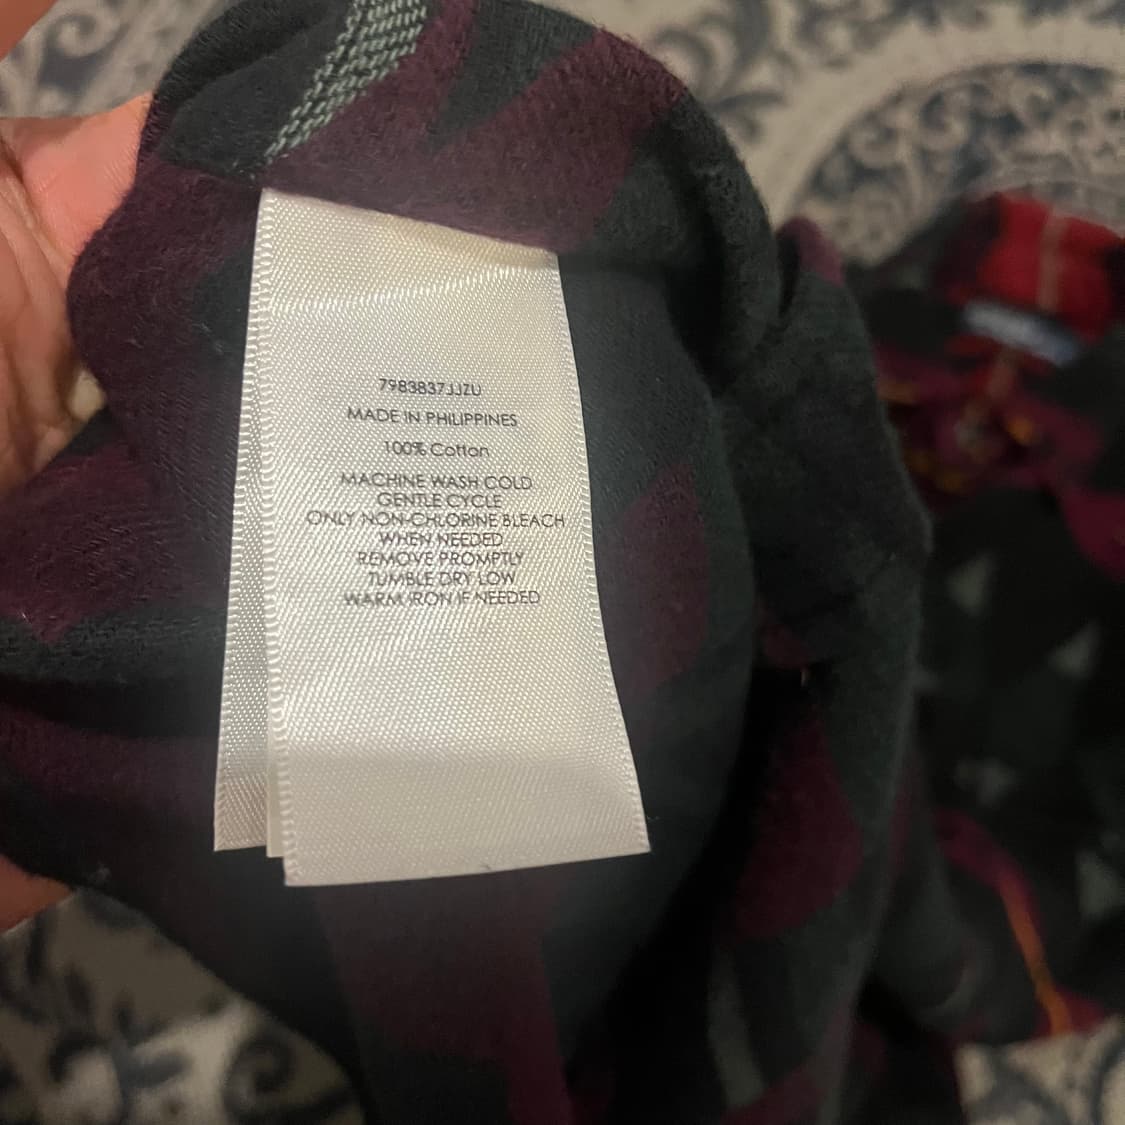 7983837JJZU
MADE IN PHILIPPINES
100% Cotton
MACHINE WASH COLD
GENTLE CYCLE
ONLY NON-CHLORINE BLEACH
WHEN NEEDED
REMOVE PROMPTLY
TUMBLE DRY LOW
WARM IRON IF NEEDED